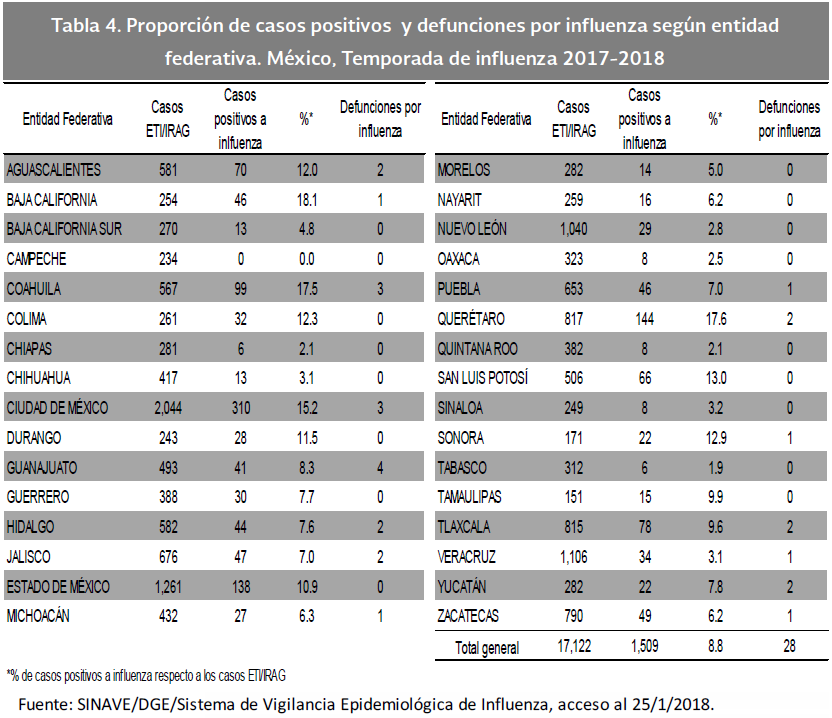 Tabla 4. Proporción de casos positivos y defunciones por influenza según entidad
federativa. México, Temporada de influenza 2017-2018
Entidad Federativa Casos ETI/IRAG Casos positivos a inlfuenza %* Defunciones por influenza
AGUASCALIENTES 581 70 12.0 2
BAJA CALIFORNIA 254 46 18.1 1
BAJA CALIFORNIA SUR 270 13 4.8 0
CAMPECHE 234 0 0.0 0
COAHUILA 567 99 17.5 3
COLIMA 261 32 12.3 0
CHIAPAS 281 6 2.1 0
CHIHUAHUA 417 13 3.1 0
CIUDAD DE MÉXICO 2,044 310 15.2 3
DURANGO 243 28 11.5 0
GUANAJUATO 493 41 8.3 4
GUERRERO 388 30 7.7 0
HIDALGO 582 44 7.6 2
JALISCO 676 47 7.0 2
ESTADO DE MÉXICO 1,261 138 10.9 0
MICHOACÁN 432 27 6.3 1
Entidad Federativa Casos ETI/IRAG Casos positivos a inlfuenza %* Defunciones por influenza
MORELOS 282 14 5.0 0
NAYARIT 259 16 6.2 0
NUEVO LEÓN 1,040 29 2.8 0
OAXACA 323 8 2.5 0
PUEBLA 653 46 7.0 1
QUERÉTARO 817 144 17.6 2
QUINTANA ROO 382 8 2.1 0
SAN LUIS POTOSÍ 506 66 13.0 0
SINALOA 249 8 3.2 0
SONORA 171 22 12.9 1
TABASCO 312 6 1.9 0
TAMAULIPAS 151 15 9.9 0
TLAXCALA 815 78 9.6 2
VERACRUZ 1,106 34 3.1 1
YUCATÁN 282 22 7.8 2
ZACATECAS 790 49 6.2 1
Total general 17,122 1,509 8.8 28
*% de casos positivos a influenza respecto a los casos ETI/IRAG
Fuente: SINAVE/DGE/Sistema de Vigilancia Epidemiológica de Influenza, acceso al 25/1/2018.